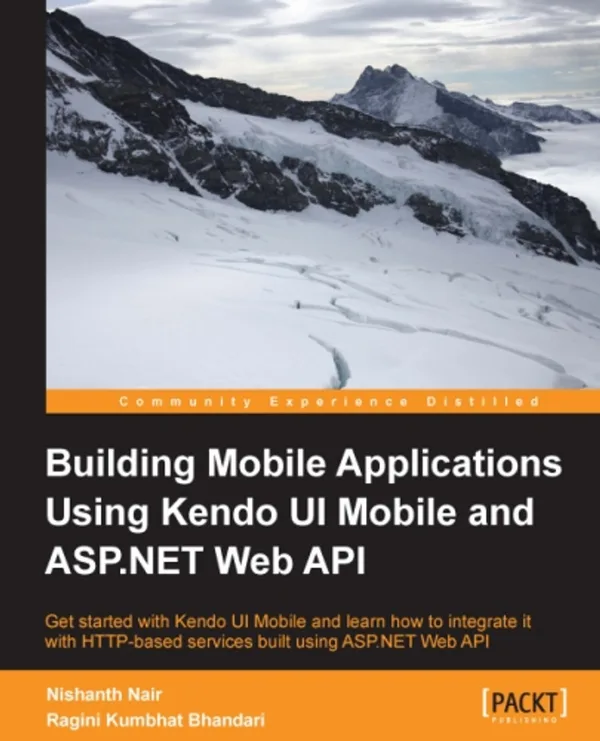 Community Experience Distilled
Building Mobile Applications
Using Kendo UI Mobile and
ASP.NET Web API
Get started with Kendo UI Mobile and learn how to integrate it
with HTTP-based services built using ASP.NET Web API
Nishanth Nair
Ragini Kumbhat Bhandari
[PACKT]
PUBLISHING